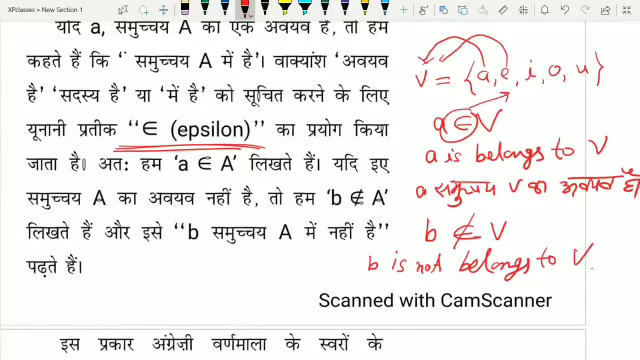 XPclasses » New Section 1
यदि a, समुच्चय A का एक अवयव है, तो हम
कहते हैं कि ' समुच्चय A में है'। वाक्यांश 'अवयव
है' 'सदस्य है' या 'में है' को सूचित करने के लिए
यूनानी प्रतीक "∈ (epsilon)" का प्रयोग किया
जाता है। अतः हम 'a ∈ A' लिखते हैं। यदि इए
समुच्चय A का अवयव नहीं है, तो हम 'b ∉ A'
लिखते हैं और इसे "b समुच्चय A में नहीं है"
पढ़ते हैं।
V = {a, e, i, o, u}
a ∈ V
a is belongs to V
a समुच्चय V का अवयव है
b ∉ V
b is not belongs to V.
Scanned with CamScanner
इस प्रकार अंग्रेज़ी वर्णमाला के स्वरों के